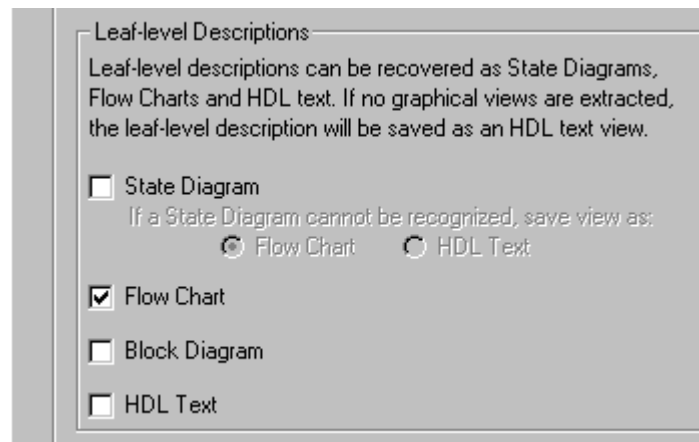 Leaf-level Descriptions
Leaf-level descriptions can be recovered as State Diagrams,
Flow Charts and HDL text. If no graphical views are extracted,
the leaf-level description will be saved as an HDL text view.
State Diagram
If a State Diagram cannot be recognized, save view as:
Flow Chart HDL Text
Flow Chart
Block Diagram
HDL Text